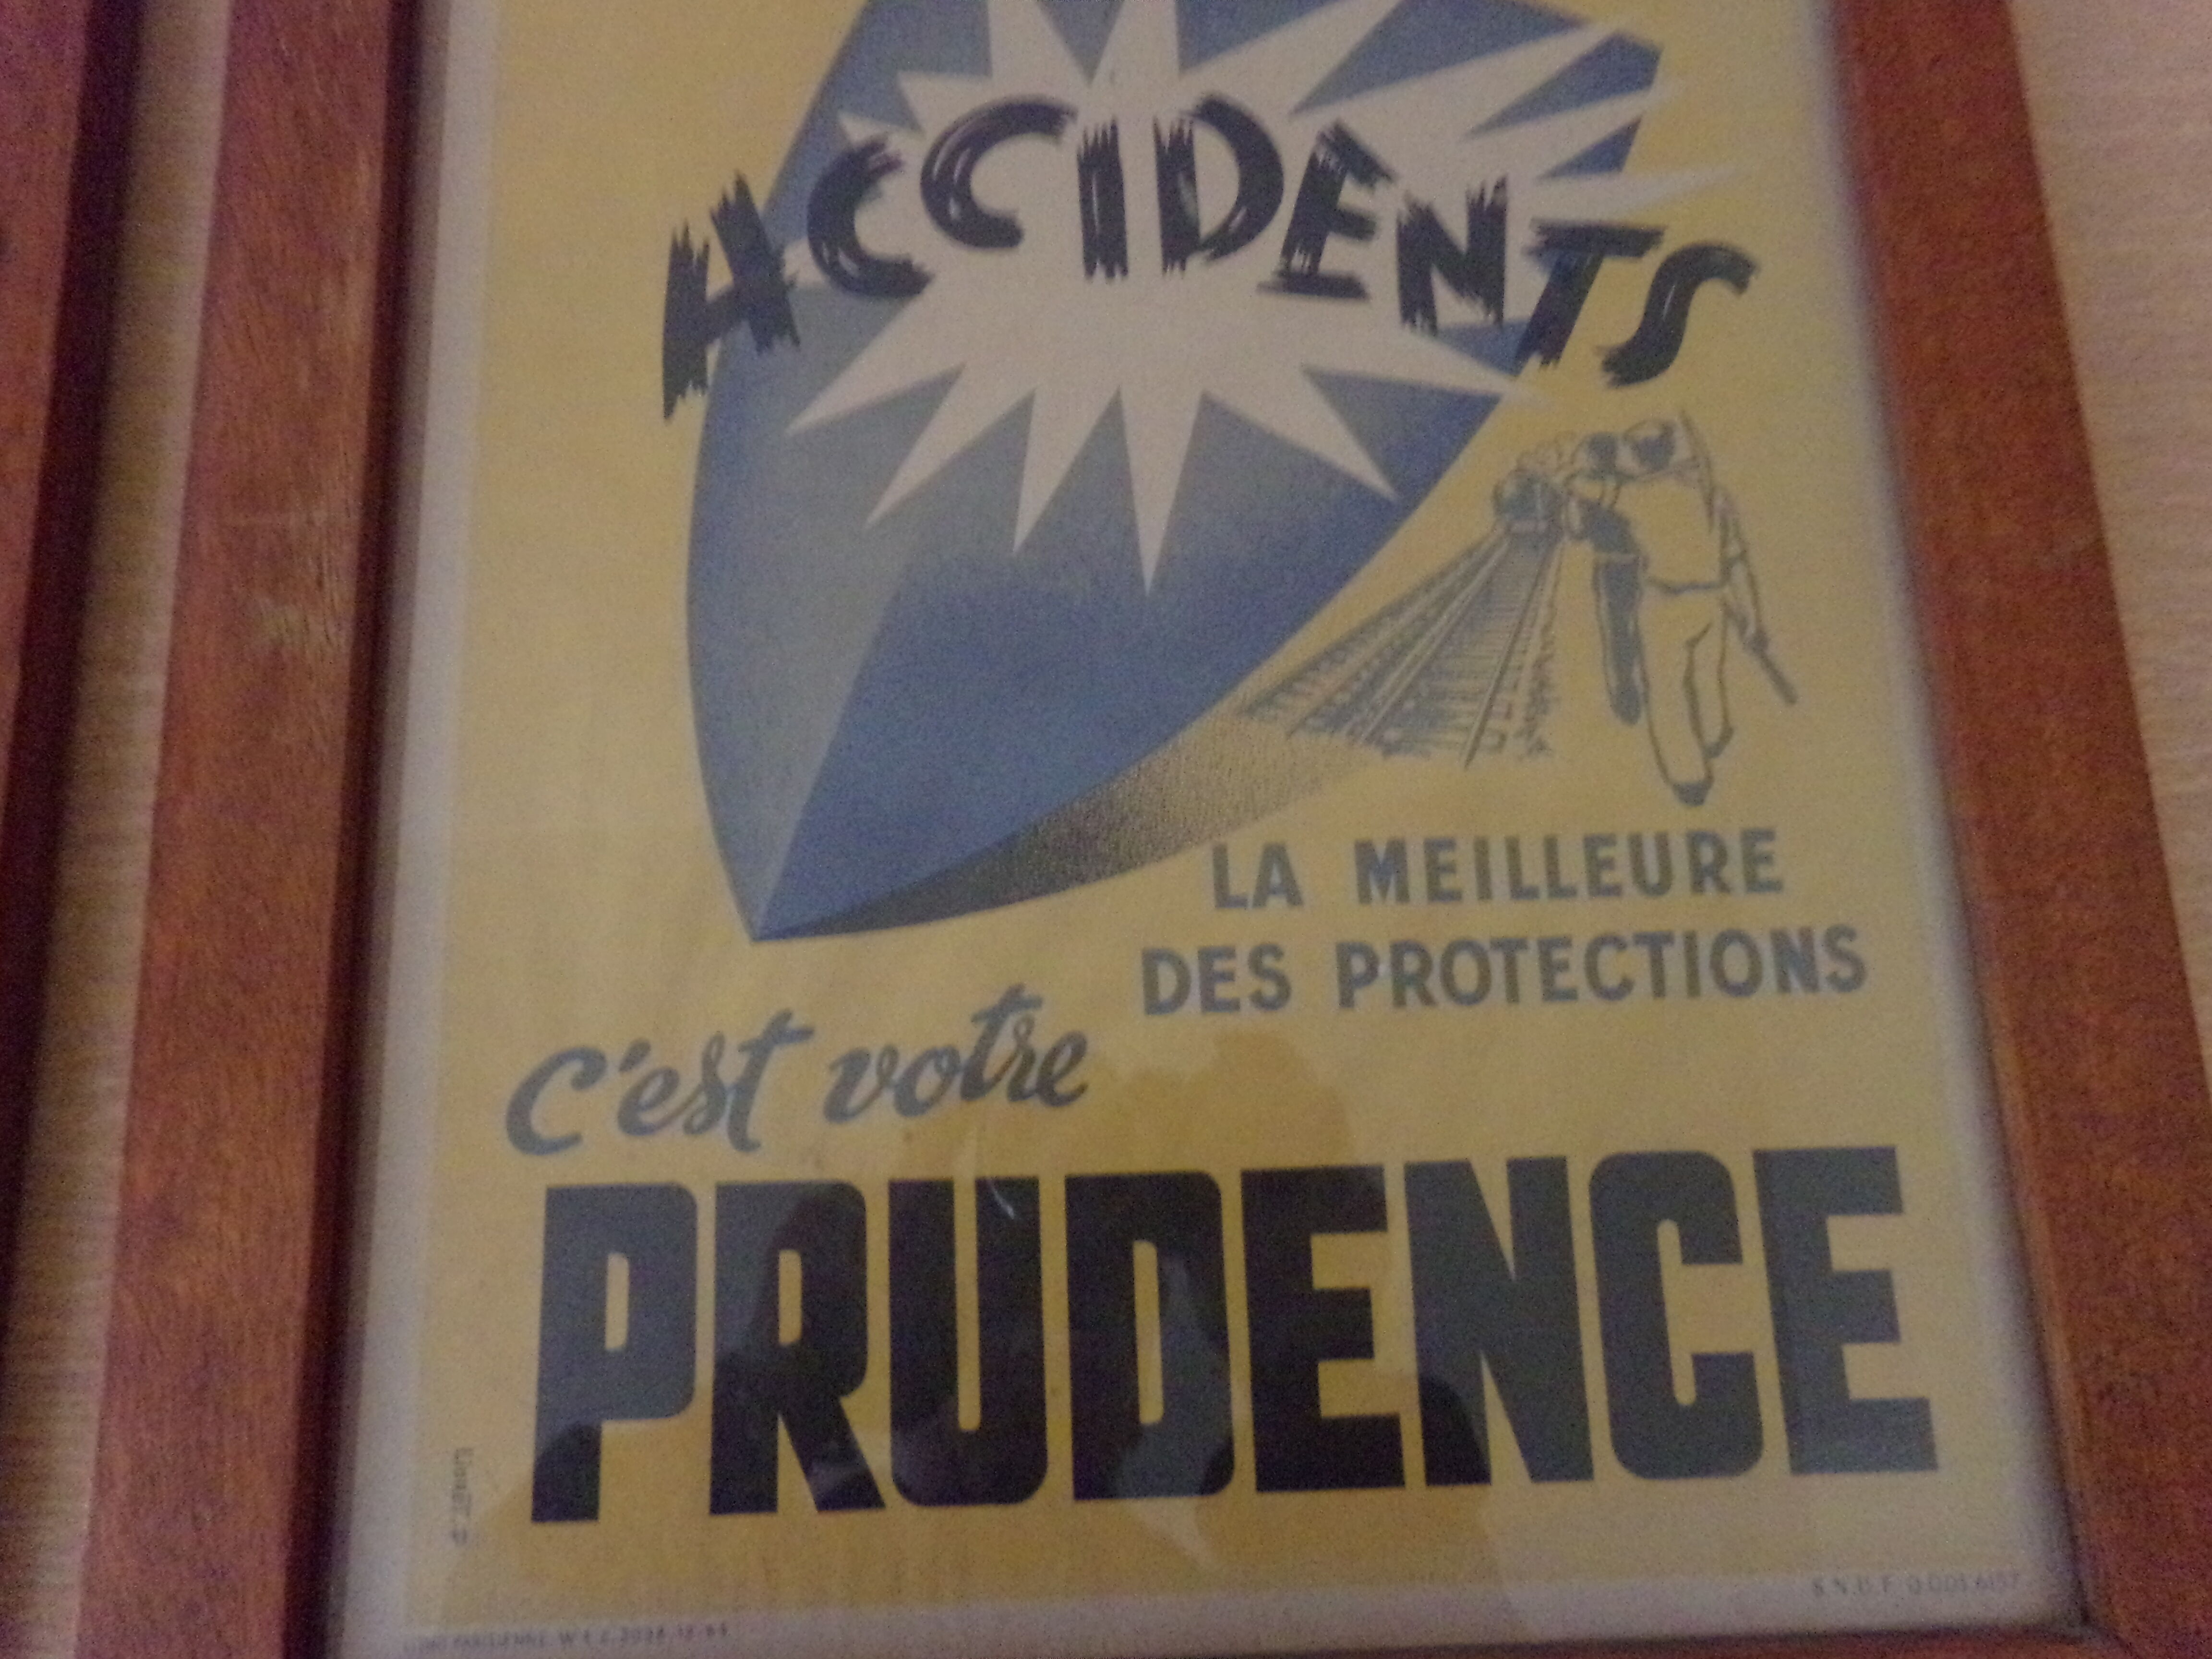 ACCIDENTS
LA MEILLEURE
DES PROTECTIONS
C'est votre
PRUDENCE